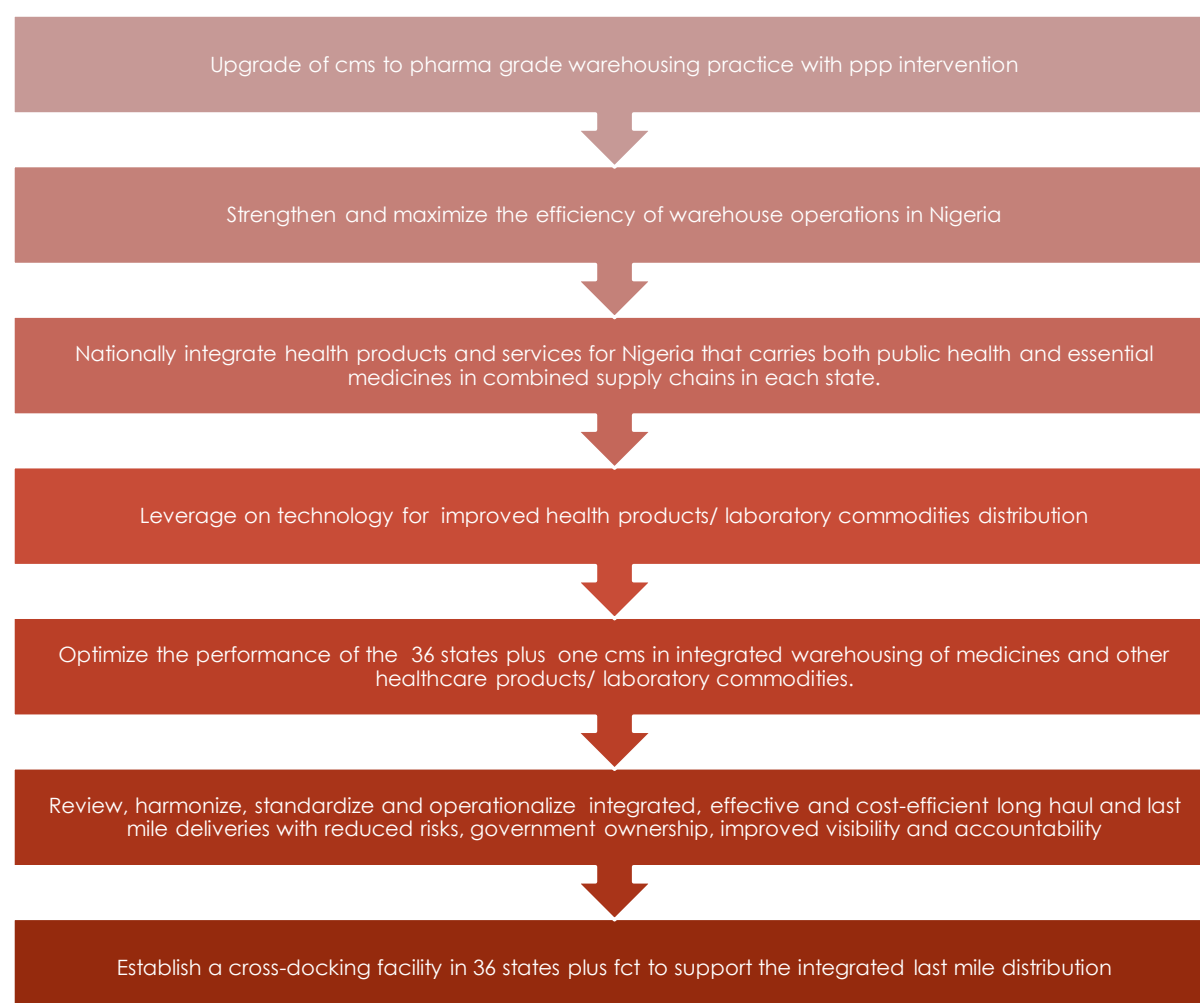 Upgrade of cms to pharma grade warehousing practice with ppp intervention
Strengthen and maximize the efficiency of warehouse operations in Nigeria
Nationally integrate health products and services for Nigeria that carries both public health and essential
medicines in combined supply chains in each state.
Leverage on technology for improved health products/ laboratory commodities distribution
Optimize the performance of the 36 states plus one cms in integrated warehousing of medicines and other
healthcare products/ laboratory commodities.
Review, harmonize, standardize and operationalize integrated, effective and cost-efficient long haul and last
mile deliveries with reduced risks, government ownership, improved visibility and accountability
Establish a cross-docking facility in 36 states plus fct to support the integrated last mile distribution